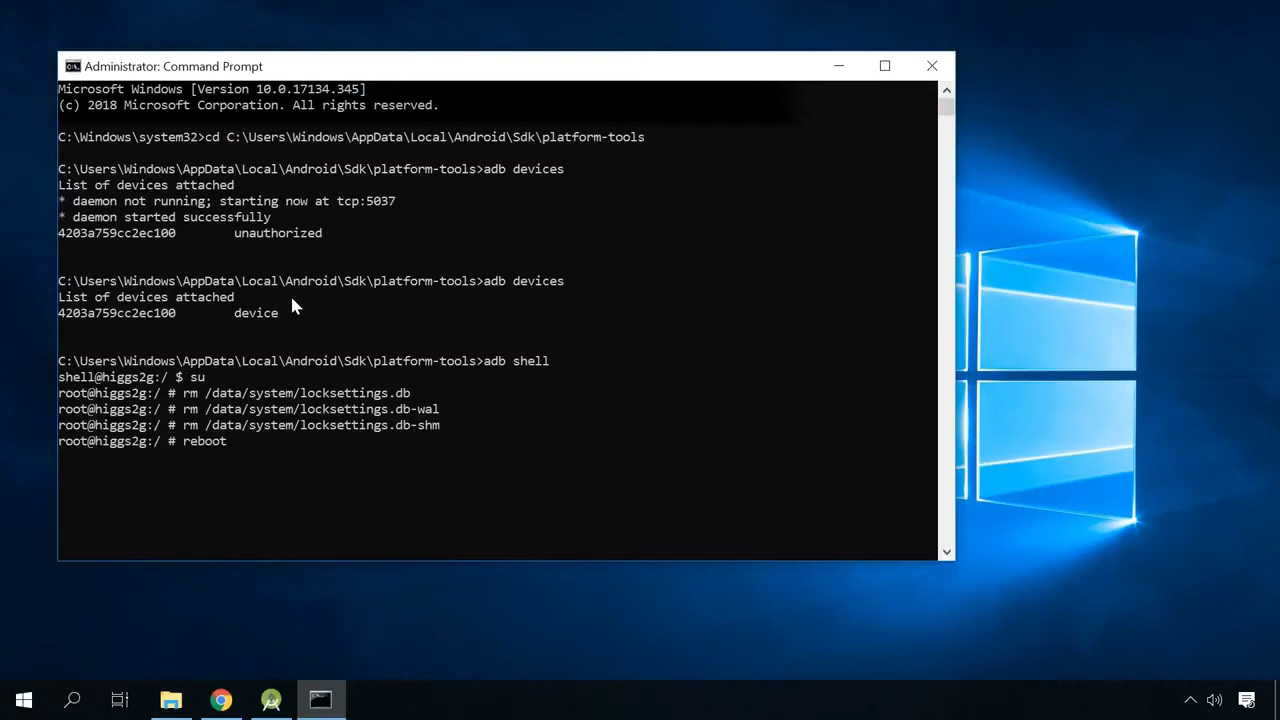 Administrator: Command Prompt
Microsoft Windows [Version 10.0.17134.345]
(c) 2018 Microsoft Corporation. All rights reserved.
C:\Windows\system32>cd C:\Users\Windows\AppData\Local\Android\Sdk\platform-tools
C:\Users\Windows\AppData\Local\Android\Sdk\platform-tools>adb devices
List of devices attached
* daemon not running; starting now at tcp:5037
* daemon started successfully
4203a759cc2ec100        unauthorized
C:\Users\Windows\AppData\Local\Android\Sdk\platform-tools>adb devices
List of devices attached
4203a759cc2ec100        device
C:\Users\Windows\AppData\Local\Android\Sdk\platform-tools>adb shell
shell@higgs2g:/ $ su
root@higgs2g:/ # rm /data/system/locksettings.db
root@higgs2g:/ # rm /data/system/locksettings.db-wal
root@higgs2g:/ # rm /data/system/locksettings.db-shm
root@higgs2g:/ # reboot